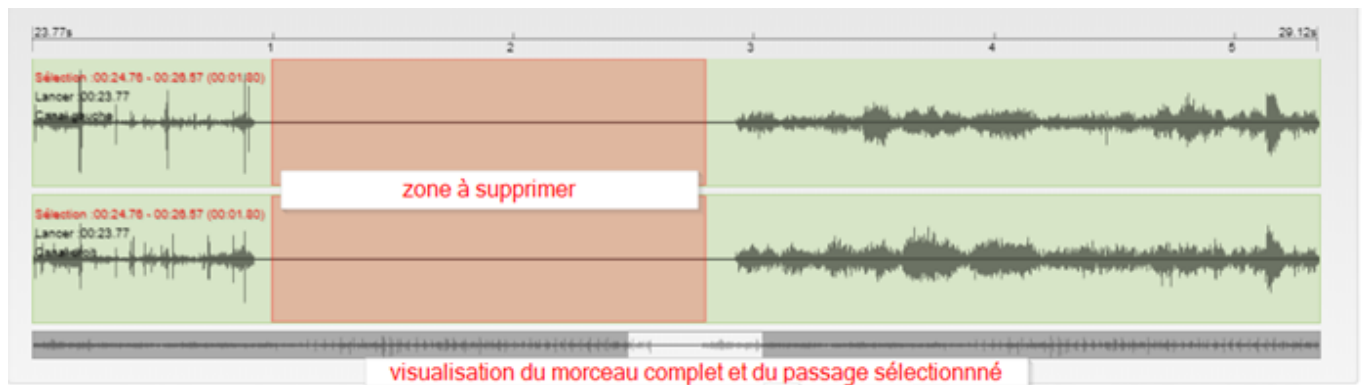 23.77s 29.12s
1 2 3 4 5
Sélection :00:24.76 - 00:26.57 (00:01.80)
Lancer :00:23.77
Canal gauche
zone à supprimer
Sélection :00:24.76 - 00:26.57 (00:01.80)
Lancer :00:23.77
Canal droit
visualisation du morceau complet et du passage sélectionnné